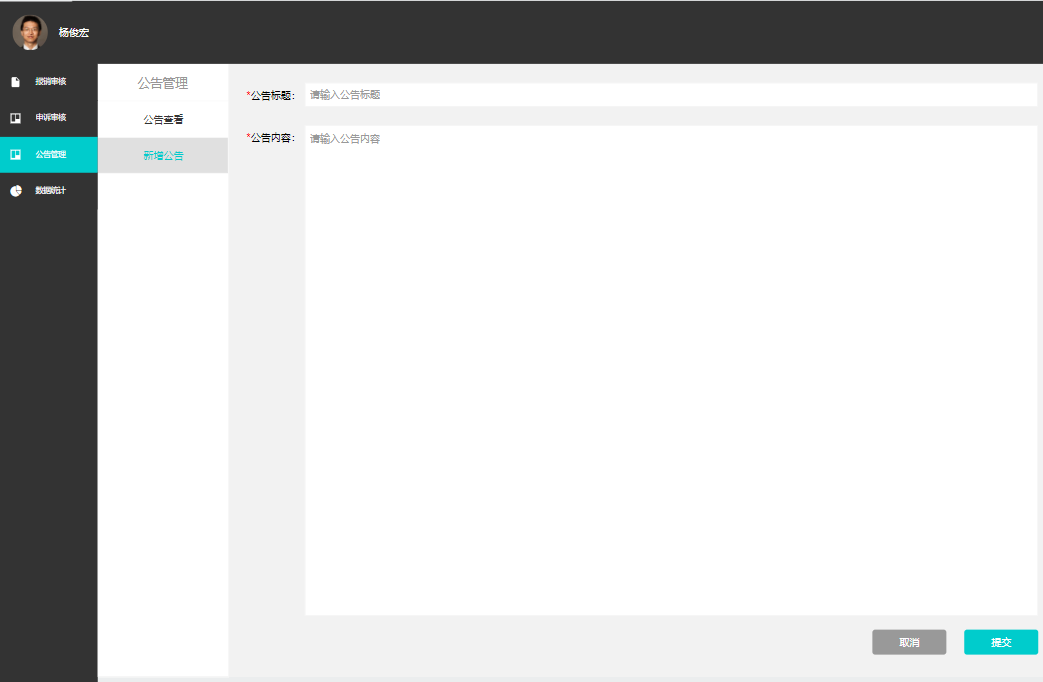 杨俊宏
报销审核
申诉审核
公告管理
数据统计
公告管理
公告查看
新增公告
*公告标题：
请输入公告标题
*公告内容：
请输入公告内容
取消
提交